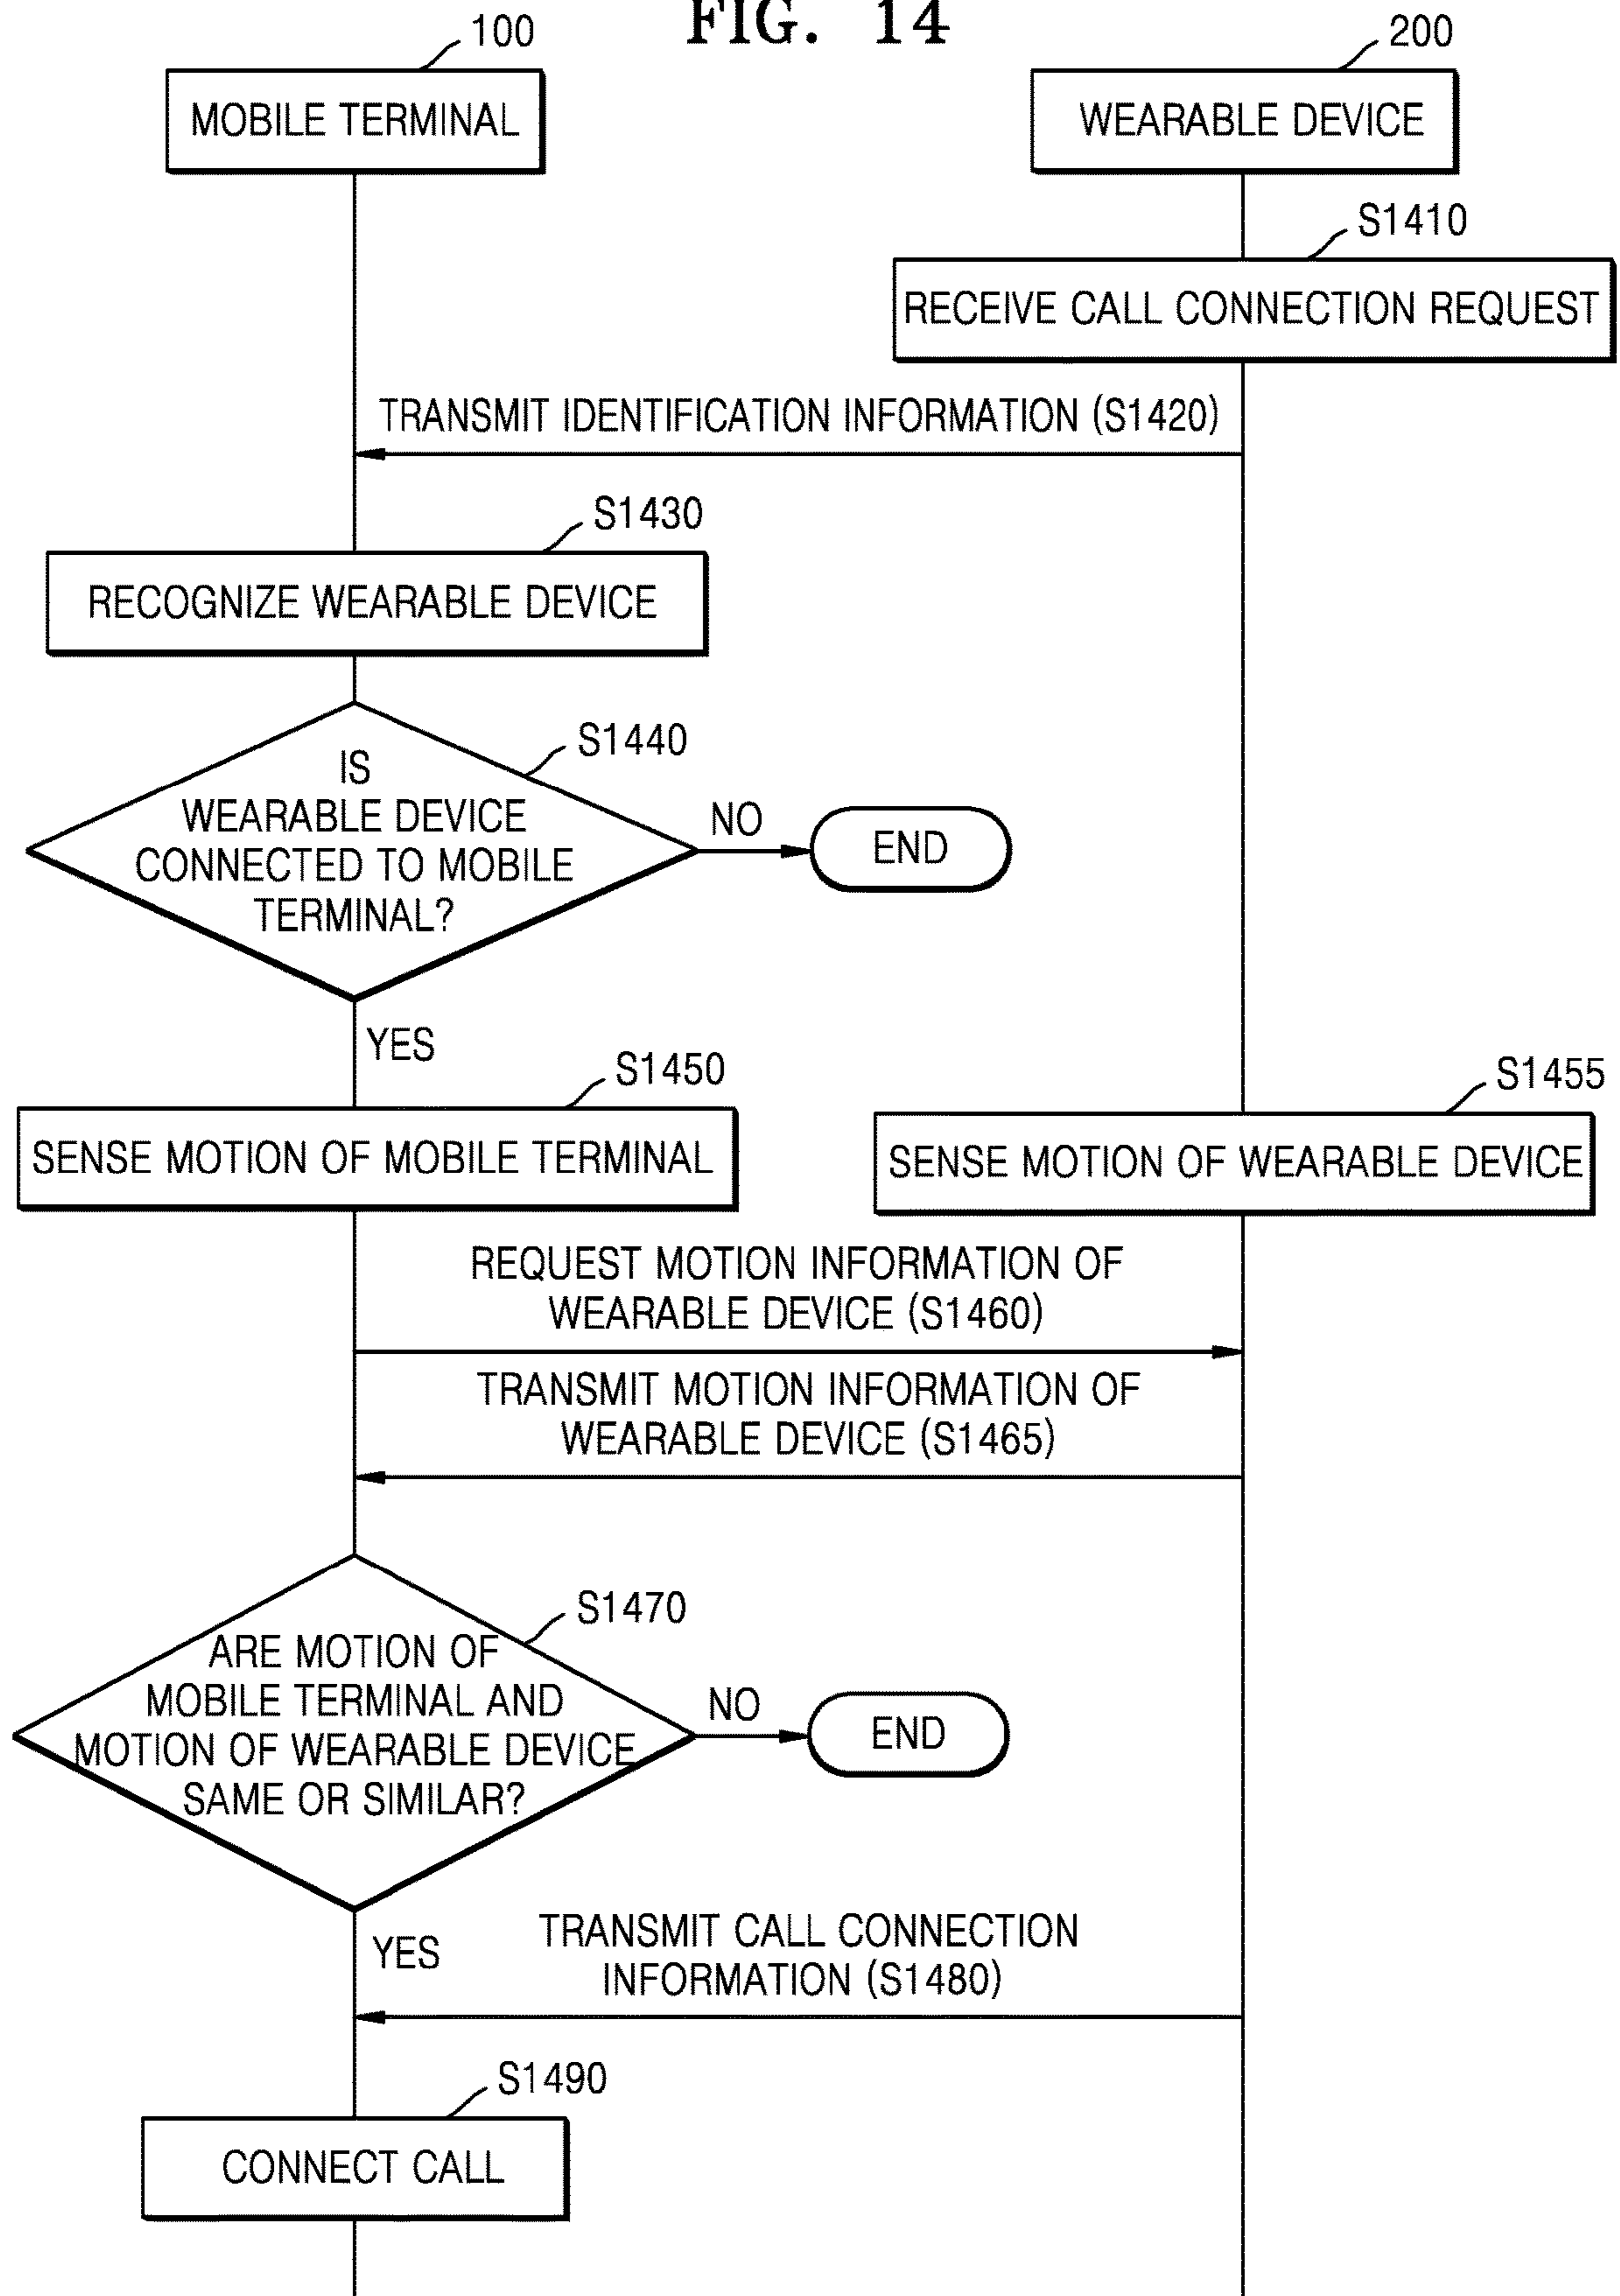 FIG. 14
100
200
MOBILE TERMINAL
WEARABLE DEVICE
S1410
RECEIVE CALL CONNECTION REQUEST
TRANSMIT IDENTIFICATION INFORMATION (S1420)
S1430
RECOGNIZE WEARABLE DEVICE
S1440
IS
WEARABLE DEVICE
CONNECTED TO MOBILE
TERMINAL?
NO
END
YES
S1450
S1455
SENSE MOTION OF MOBILE TERMINAL
SENSE MOTION OF WEARABLE DEVICE
REQUEST MOTION INFORMATION OF
WEARABLE DEVICE (S1460)
TRANSMIT MOTION INFORMATION OF
WEARABLE DEVICE (S1465)
S1470
ARE MOTION OF
MOBILE TERMINAL AND
MOTION OF WEARABLE DEVICE
SAME OR SIMILAR?
NO
END
YES
TRANSMIT CALL CONNECTION
INFORMATION (S1480)
S1490
CONNECT CALL